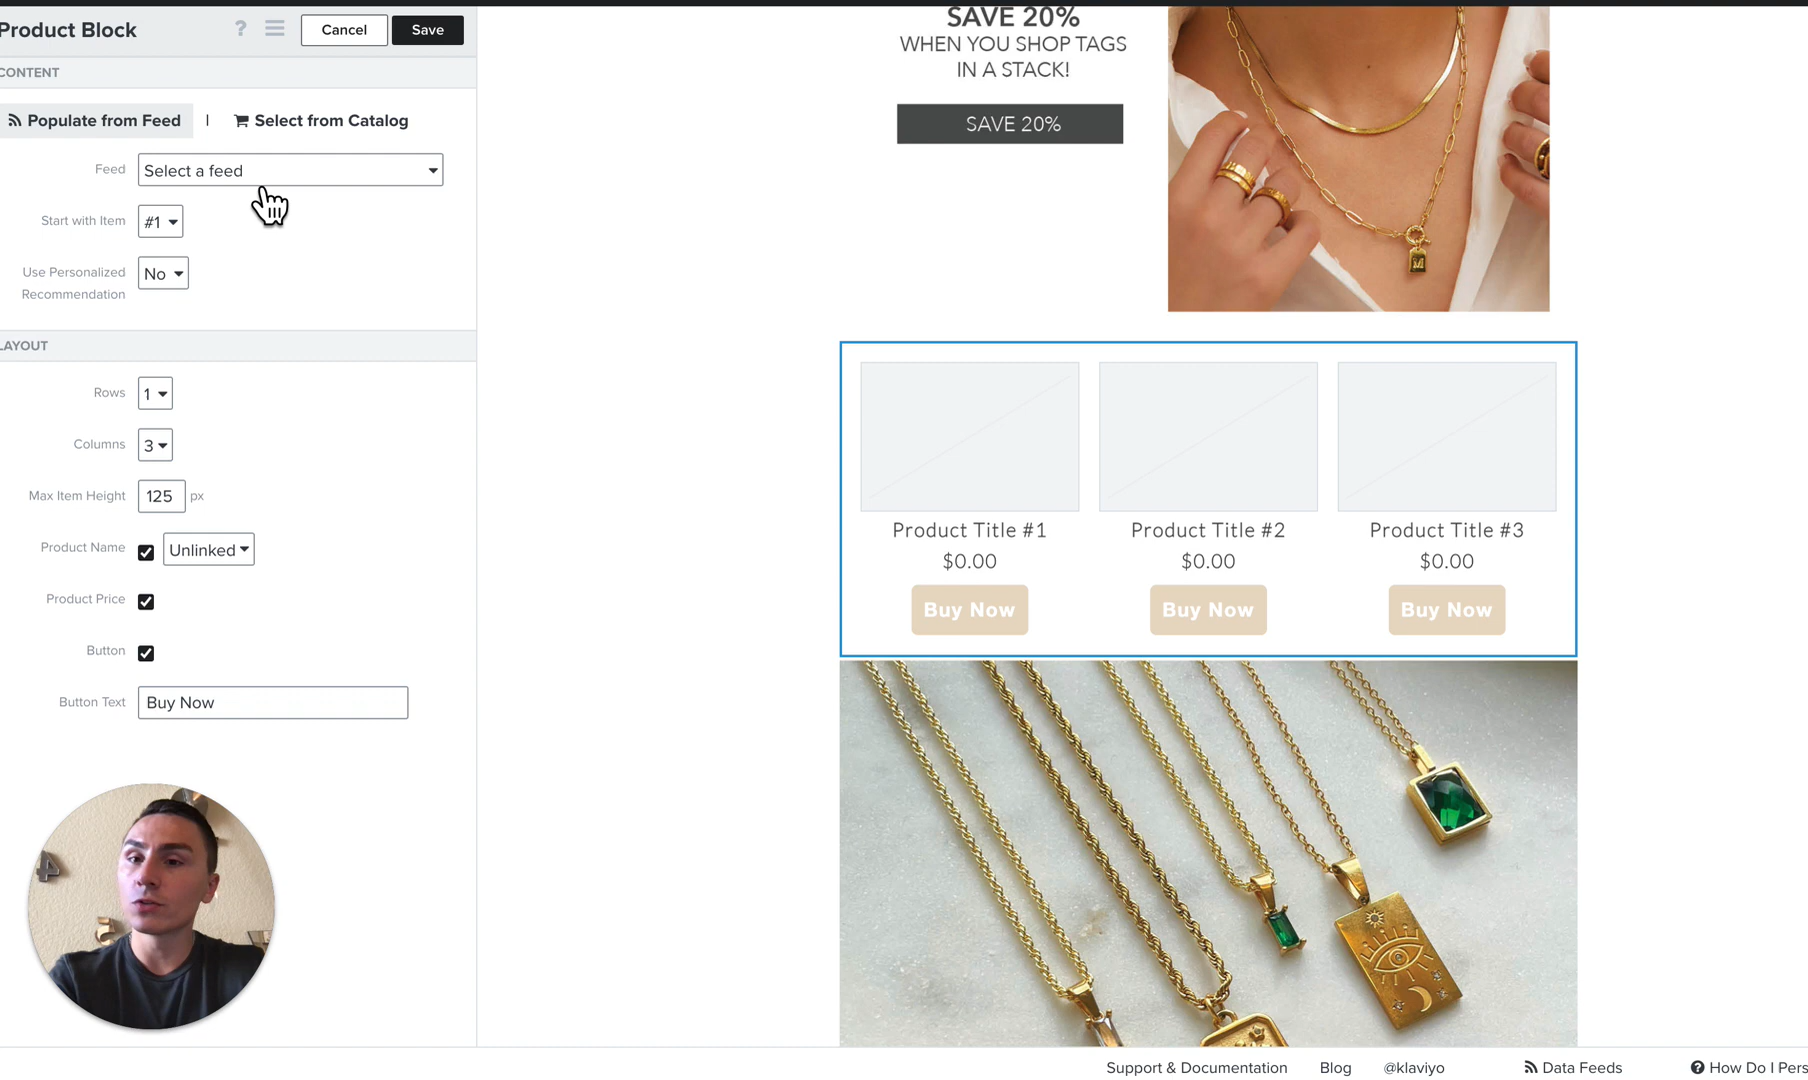 Product Block
?
Cancel
Save
CONTENT
Populate from Feed | Select from Catalog
Feed
Select a feed
Start with Item
#1
Use Personalized
Recommendation
No
LAYOUT
Rows
1
Columns
3
Max Item Height
125
px
Product Name
Unlinked
Product Price
Button
Button Text
Buy Now
SAVE 20%
WHEN YOU SHOP TAGS
IN A STACK!
SAVE 20%
M
Product Title #1
$0.00
Buy Now
Product Title #2
$0.00
Buy Now
Product Title #3
$0.00
Buy Now
Support & Documentation
Blog
@klaviyo
Data Feeds
How Do I Pers